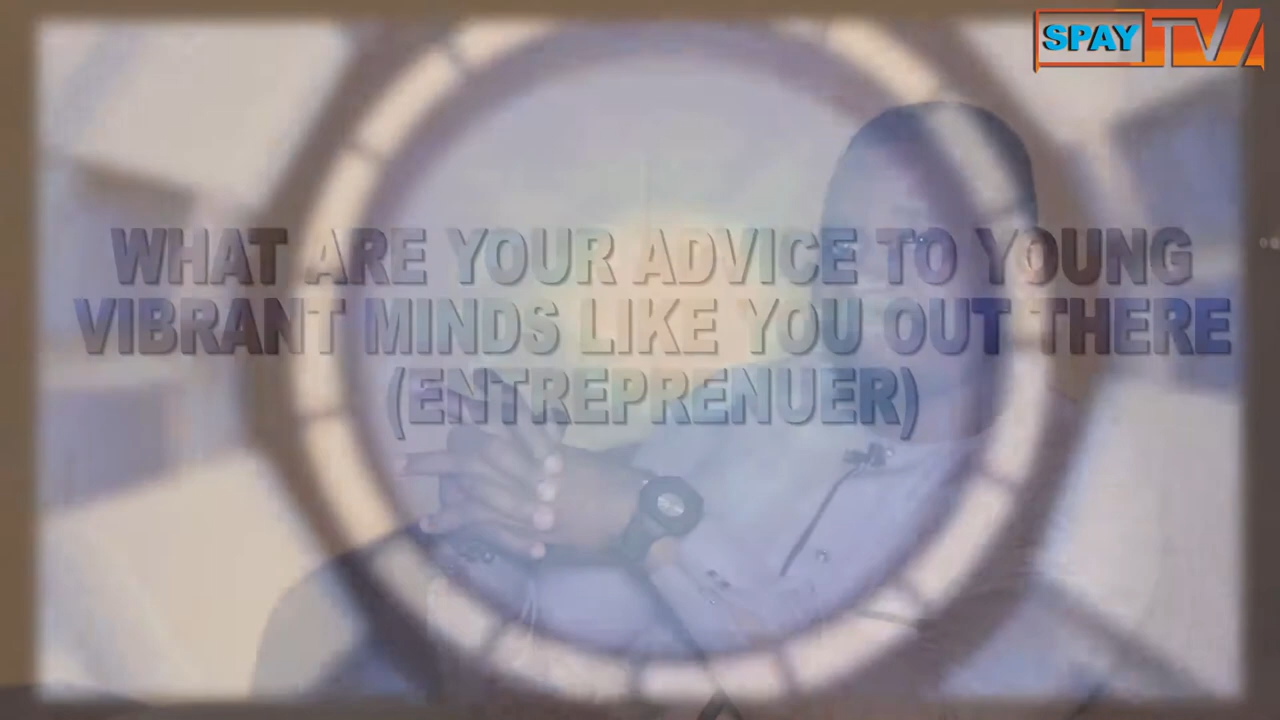 SPAY TV
WHAT ARE YOUR ADVICE TO YOUNG
VIBRANT MINDS LIKE YOU OUT THERE
(ENTREPRENUER)